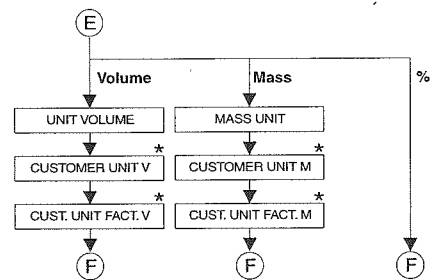 E
Volume Mass %
UNIT VOLUME MASS UNIT
* *
CUSTOMER UNIT V CUSTOMER UNIT M
* *
CUST. UNIT FACT. V CUST. UNIT FACT. M
F F F